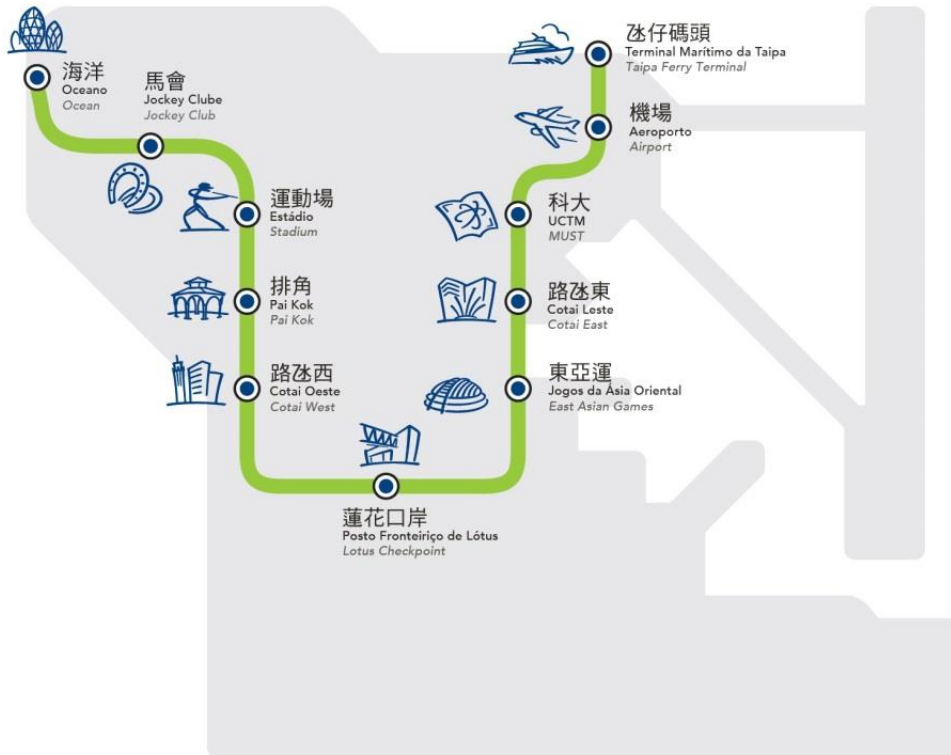 海洋
Oceano
Ocean
馬會
Jockey Clube
Jockey Club
運動場
Estádio
Stadium
排角
Pai Kok
Pai Kok
路氹西
Cotai Oeste
Cotai West
蓮花口岸
Posto Fronteiriço de Lótus
Lotus Checkpoint
東亞運
Jogos da Ásia Oriental
East Asian Games
路氹東
Cotai Leste
Cotai East
科大
UCTM
MUST
機場
Aeroporto
Airport
氹仔碼頭
Terminal Marítimo da Taipa
Taipa Ferry Terminal